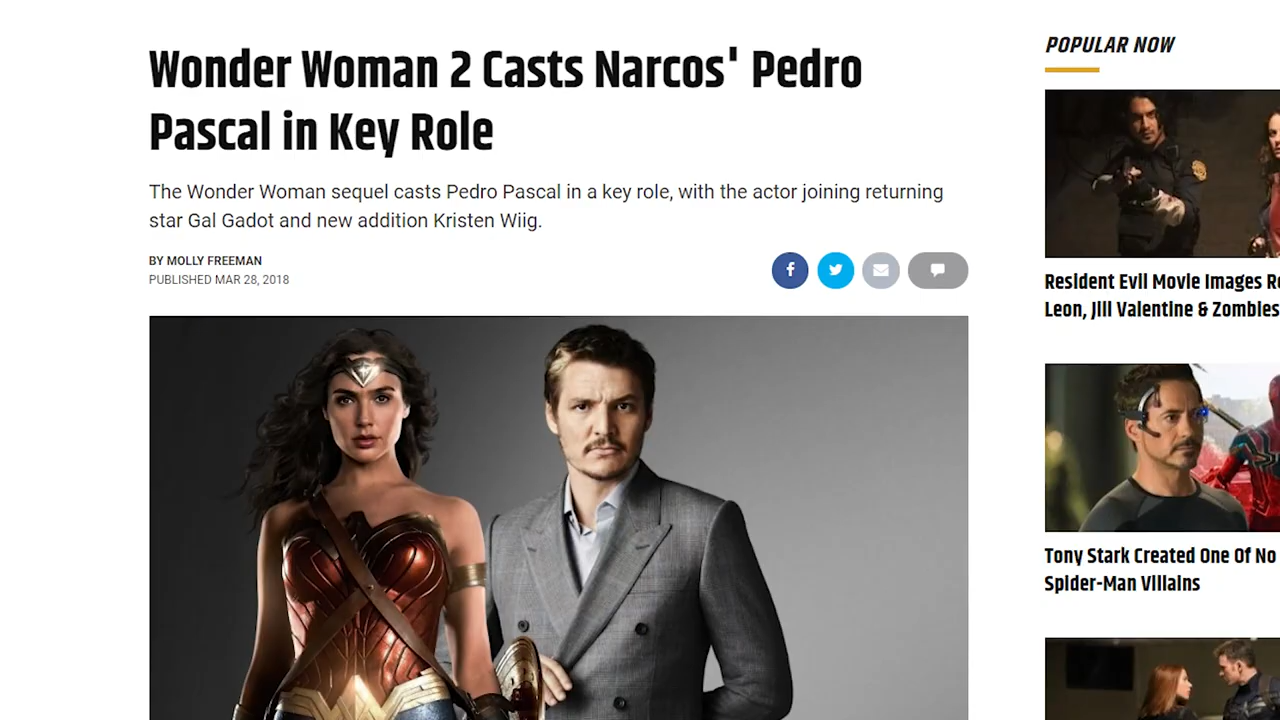 Wonder Woman 2 Casts Narcos' Pedro
Pascal in Key Role
The Wonder Woman sequel casts Pedro Pascal in a key role, with the actor joining returning
star Gal Gadot and new addition Kristen Wiig.
BY MOLLY FREEMAN
PUBLISHED MAR 28, 2018
POPULAR NOW
Resident Evil Movie Images
Leon, Jill Valentine & Zombies
Tony Stark Created One Of No
Spider-Man Villains